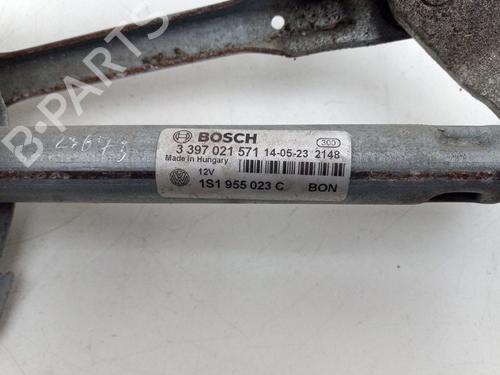 B-PARTS
BOSCH 300
3 397 021 571 14-05-23 2148
Made in Hungary
12V
1S1 955 023 C BON